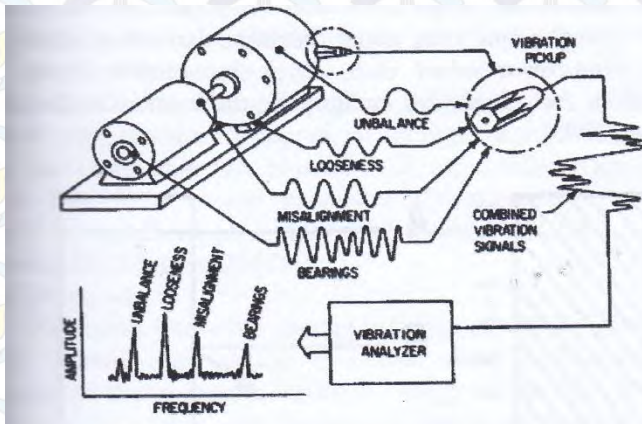 VIBRATION
PICKUP
UNBALANCE
LOOSENESS
MISALIGNMENT
BEARINGS
COMBINED
VIBRATION
SIGNALS
UNBALANCE
LOOSENESS
MISALIGNMENT
BEARINGS
AMPLITUDE
FREQUENCY
VIBRATION
ANALYZER